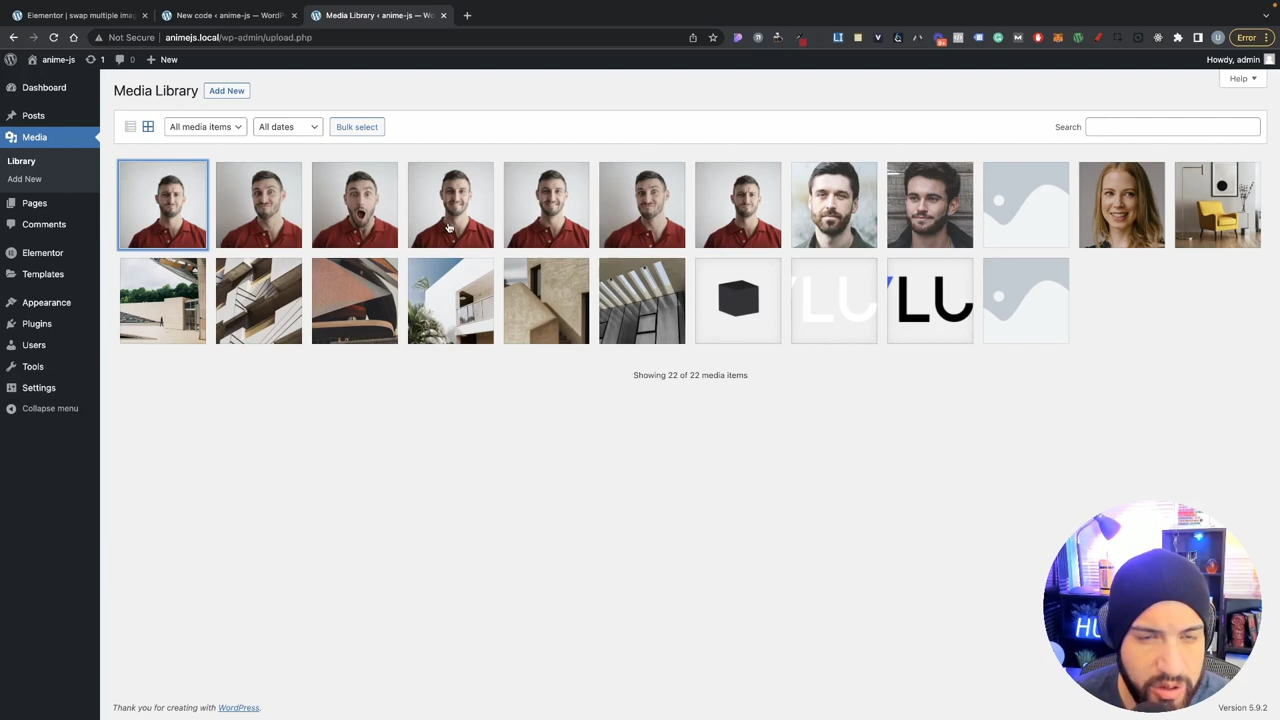 Elementor | swap multiple imag
New code ‹ anime-js — WordP
Media Library ‹ anime-js — Wo
Not Secure
animejs.local/wp-admin/upload.php
Error
anime-js
1
0
New
Howdy, admin
Dashboard
Posts
Media
Library
Add New
Pages
Comments
Elementor
Templates
Appearance
Plugins
Users
Tools
Settings
Collapse menu
Media Library
Add New
Help
All media items
All dates
Bulk select
Search
YLU
LU
Showing 22 of 22 media items
HU
Thank you for creating with WordPress.
Version 5.9.2